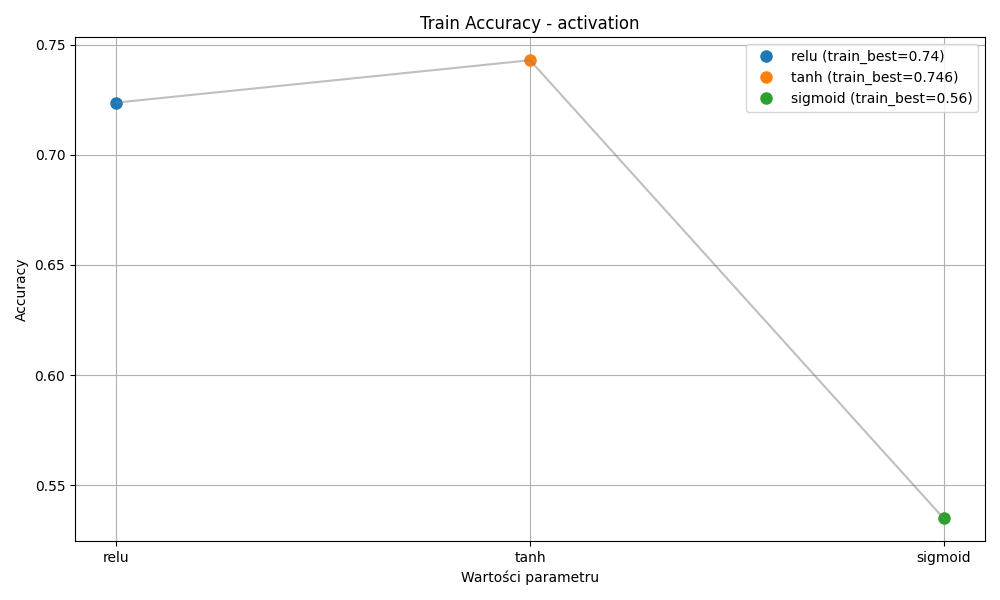 Train Accuracy - activation
relu (train_best=0.74)
tanh (train_best=0.746)
sigmoid (train_best=0.56)
0.75
0.70
0.65
0.60
0.55
Accuracy
relu
tanh
sigmoid
Wartości parametru